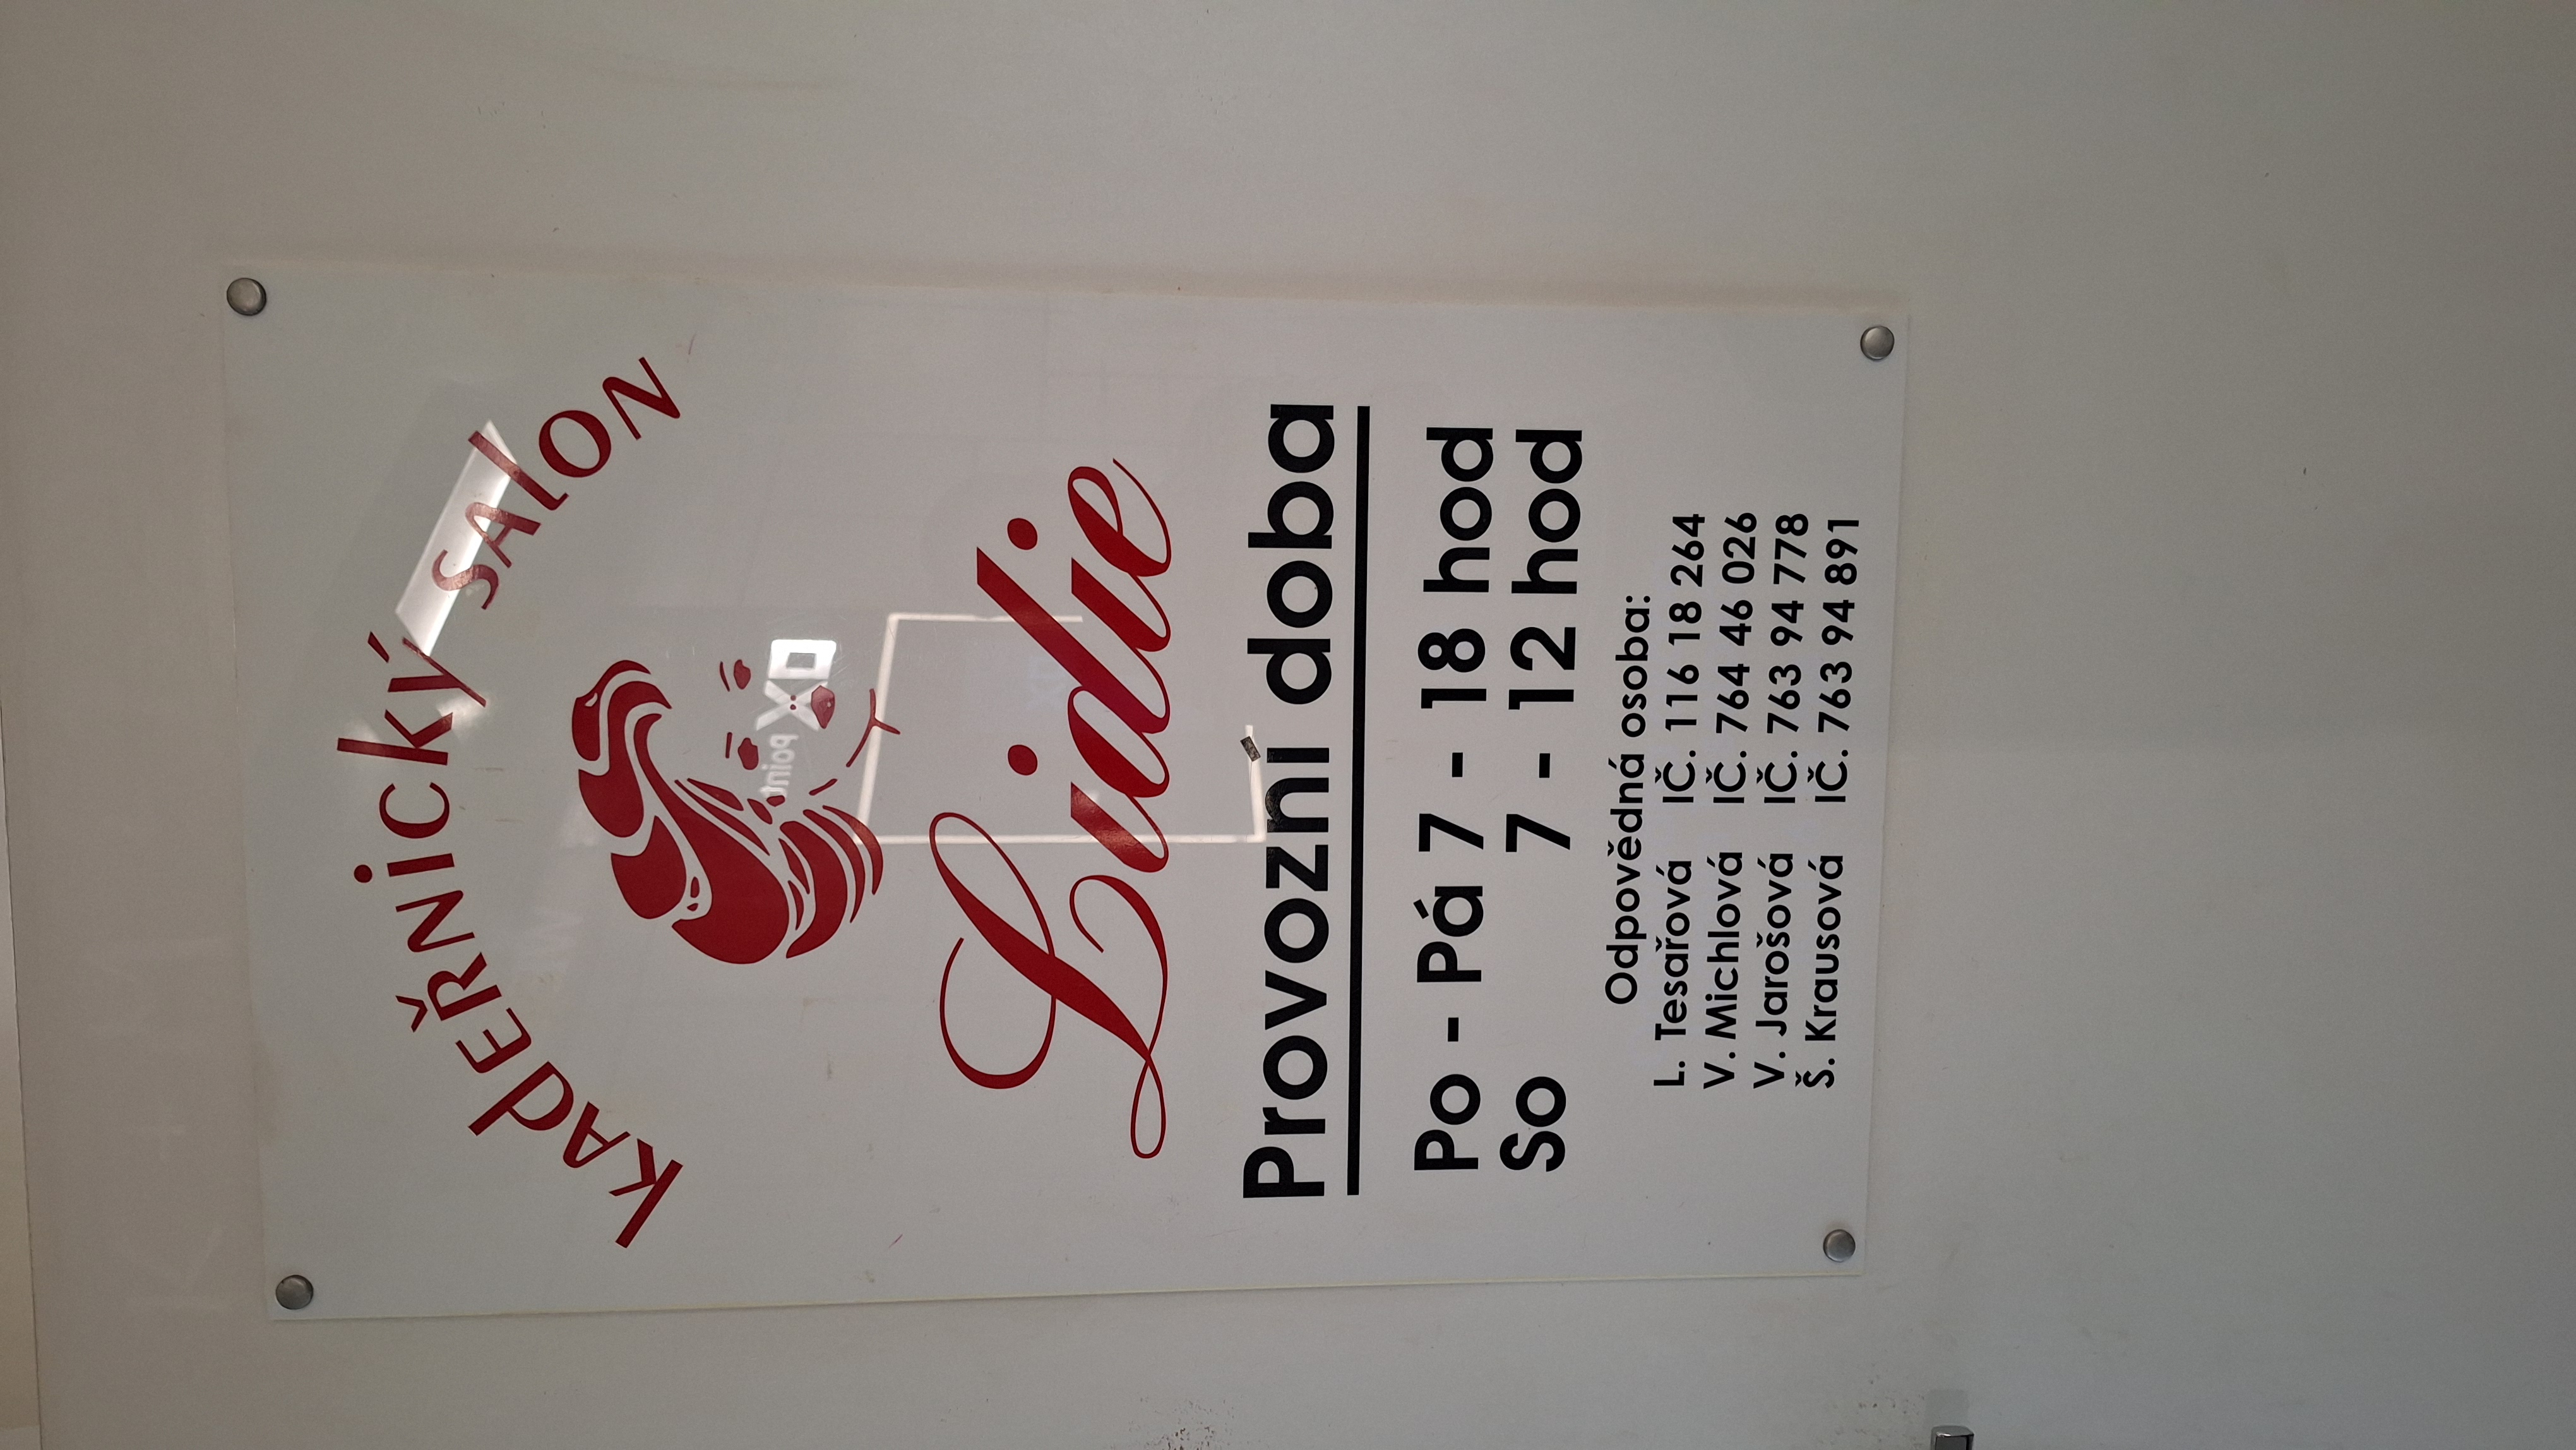 KADEŘNICKÝ SALON
Lidie
Provozní doba
Po - Pá 7 - 18 hod
So 7 - 12 hod
Odpovědná osoba:
L. Tesařová IČ. 116 18 264
V. Michlová IČ. 764 46 026
V. Jarošová IČ. 763 94 778
Š. Krausová IČ. 763 94 891
point